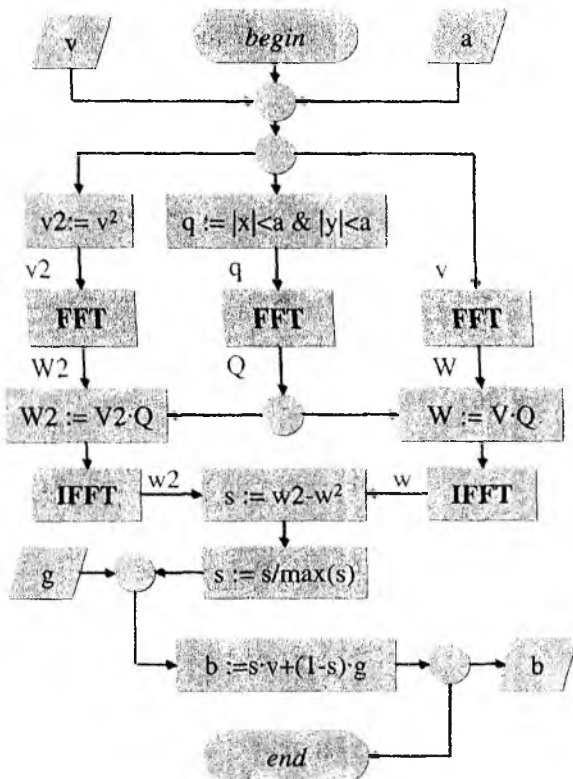 v begin a
v2:= v² q := |x|<a & |y|<a
v2 q v
FFT FFT FFT
W2 Q W
W2 := V2·Q W := V·Q
IFFT w2 s := w2-w² w IFFT
g s := s/max(s)
b :=s·v+(1-s)·g b
end